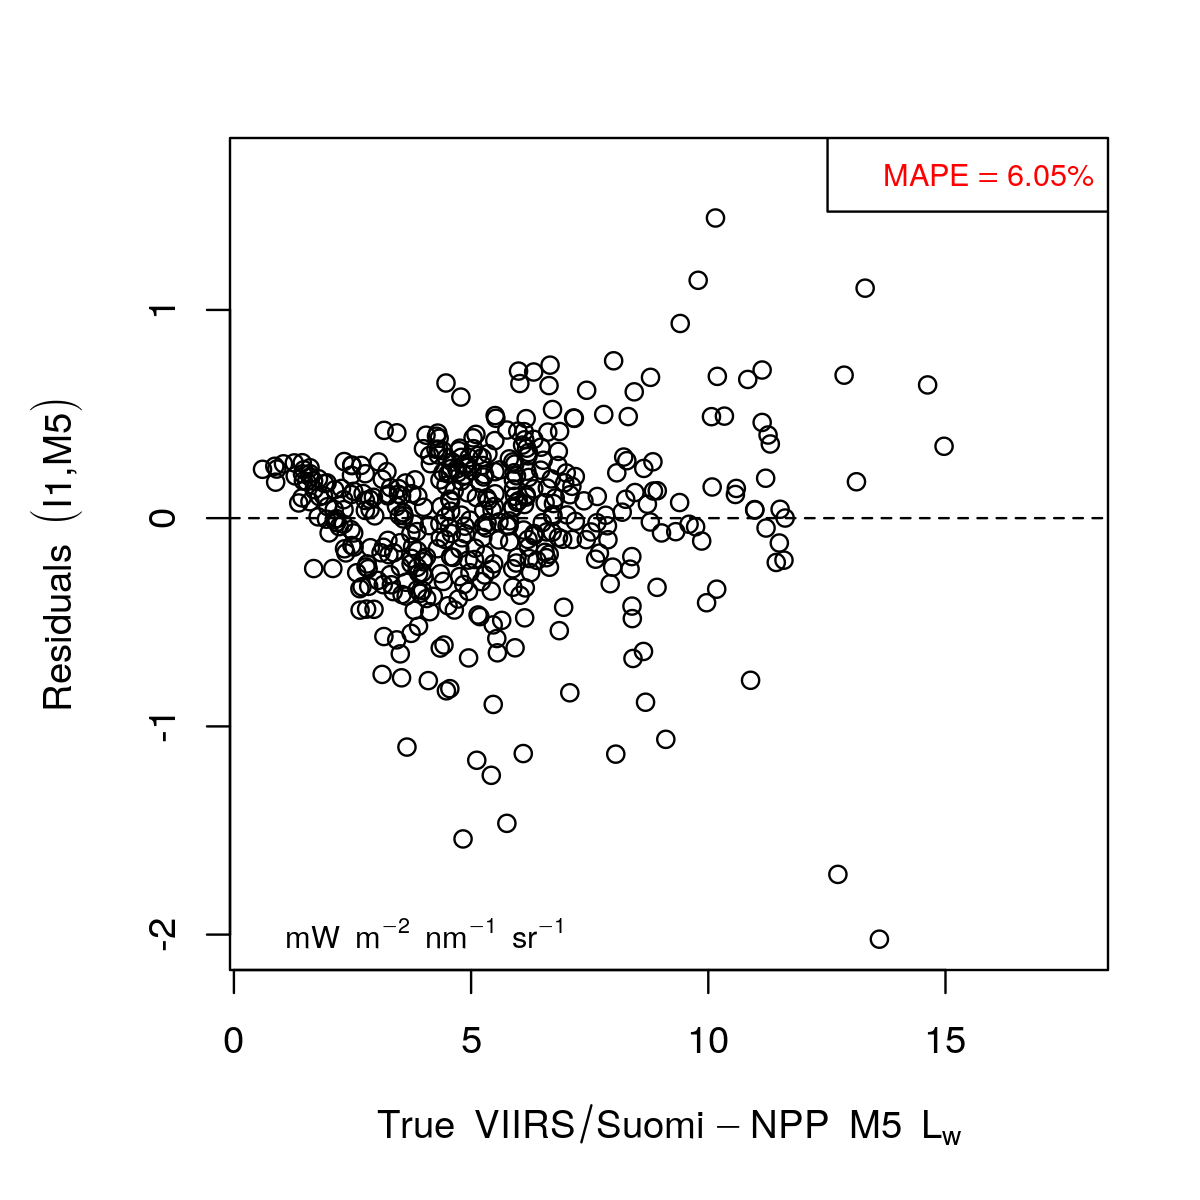 MAPE = 6.05%
Residuals (I1,M5)
1
0
-1
-2
mW m⁻² nm⁻¹ sr⁻¹
0 5 10 15
True VIIRS/Suomi − NPP M5 Lw